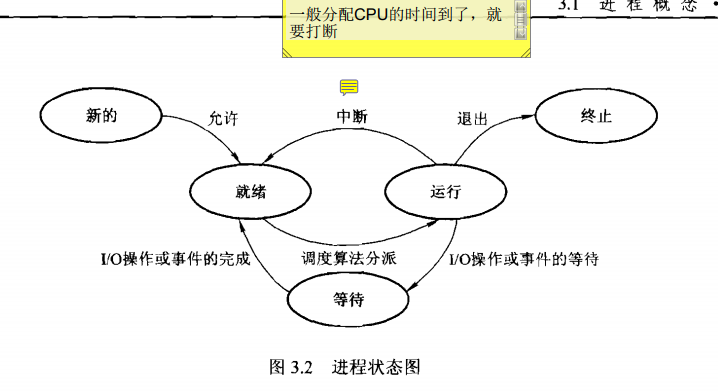 一般分配CPU的时间到了，就
要打断
3.1 进程概念 •
新的
允许
中断
退出
终止
就绪
运行
I/O操作或事件的完成
调度算法分派
I/O操作或事件的等待
等待
图 3.2 进程状态图